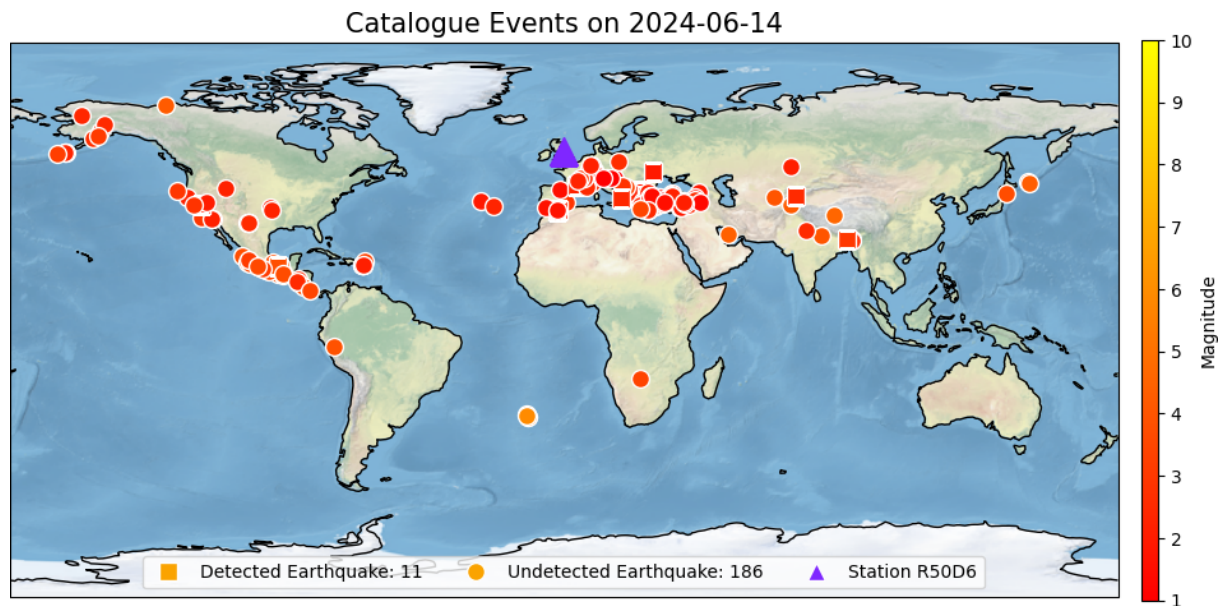 Catalogue Events on 2024-06-14
10
9
8
7
6
5
4
3
2
1
Magnitude
Detected Earthquake: 11
Undetected Earthquake: 186
Station R50D6